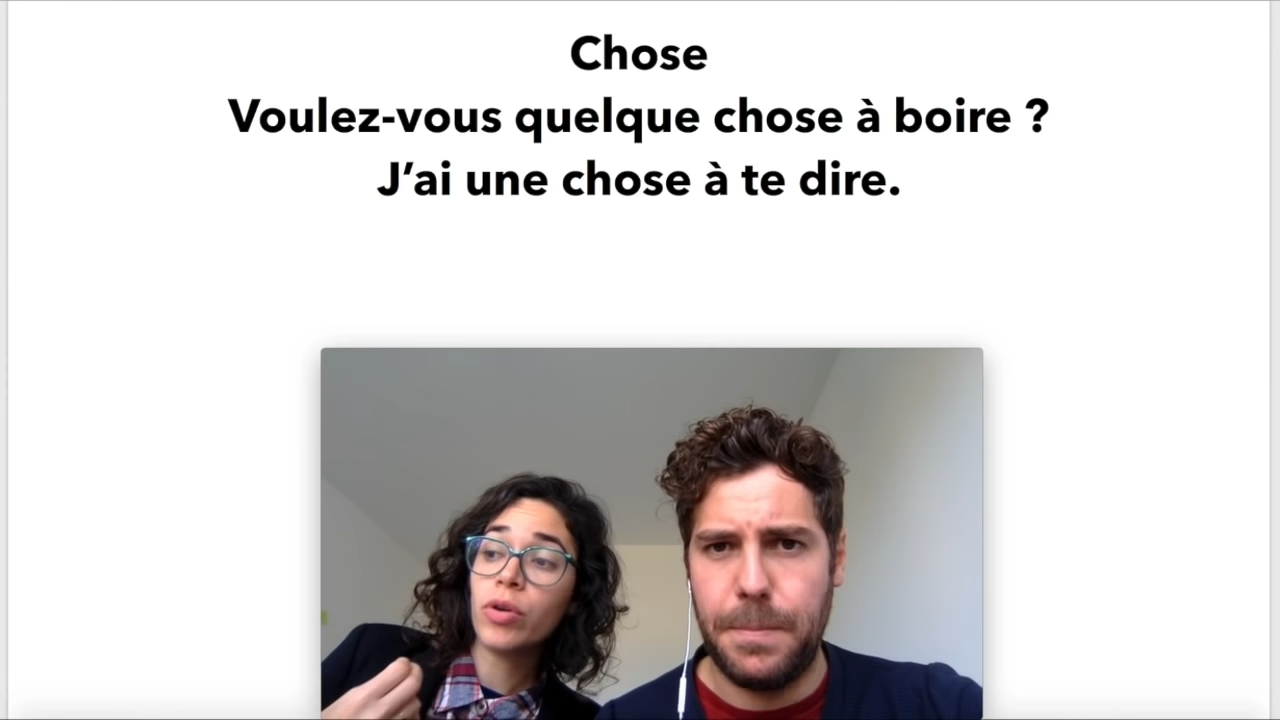 Chose
Voulez-vous quelque chose à boire ?
J’ai une chose à te dire.